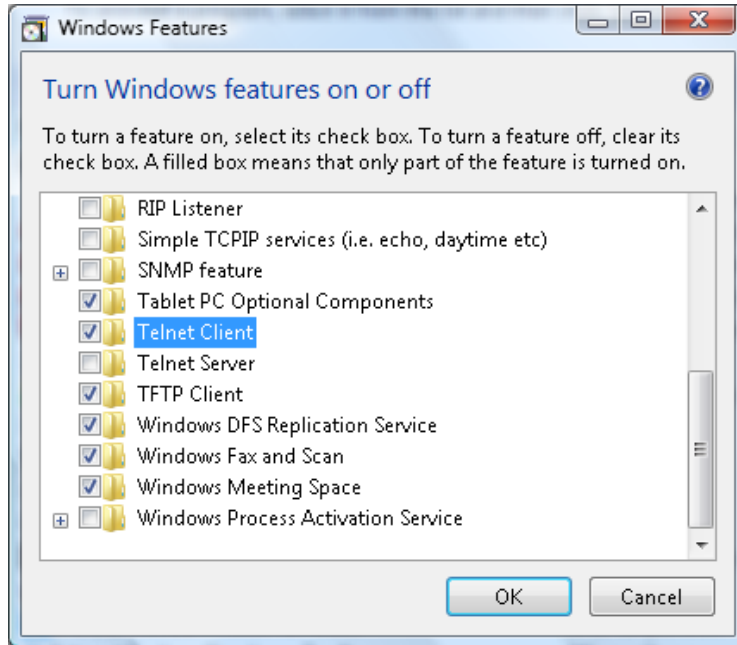 Windows Features
Turn Windows features on or off
To turn a feature on, select its check box. To turn a feature off, clear its
check box. A filled box means that only part of the feature is turned on.
RIP Listener
Simple TCPIP services (i.e. echo, daytime etc)
SNMP feature
Tablet PC Optional Components
Telnet Client
Telnet Server
TFTP Client
Windows DFS Replication Service
Windows Fax and Scan
Windows Meeting Space
Windows Process Activation Service
OK
Cancel